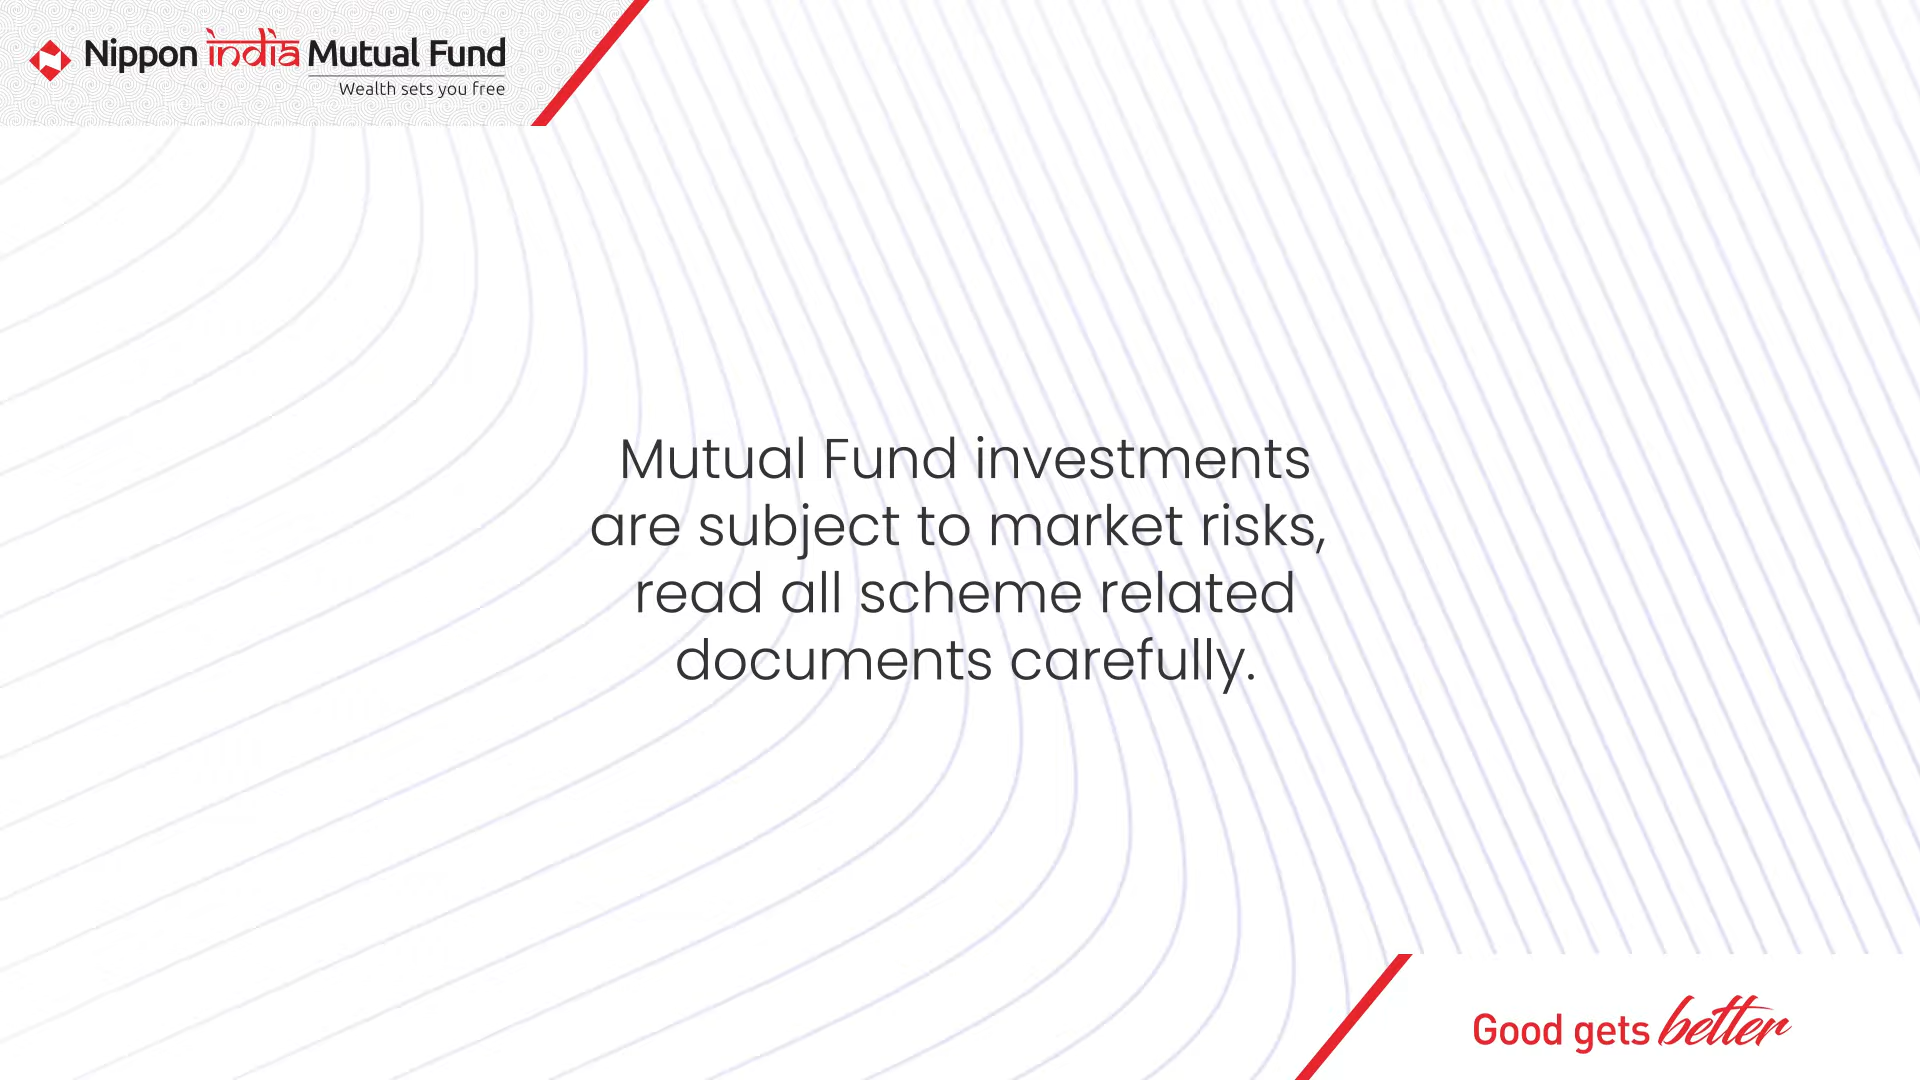 Nippon india Mutual Fund
Wealth sets you free
Mutual Fund investments
are subject to market risks,
read all scheme related
documents carefully.
Good gets better